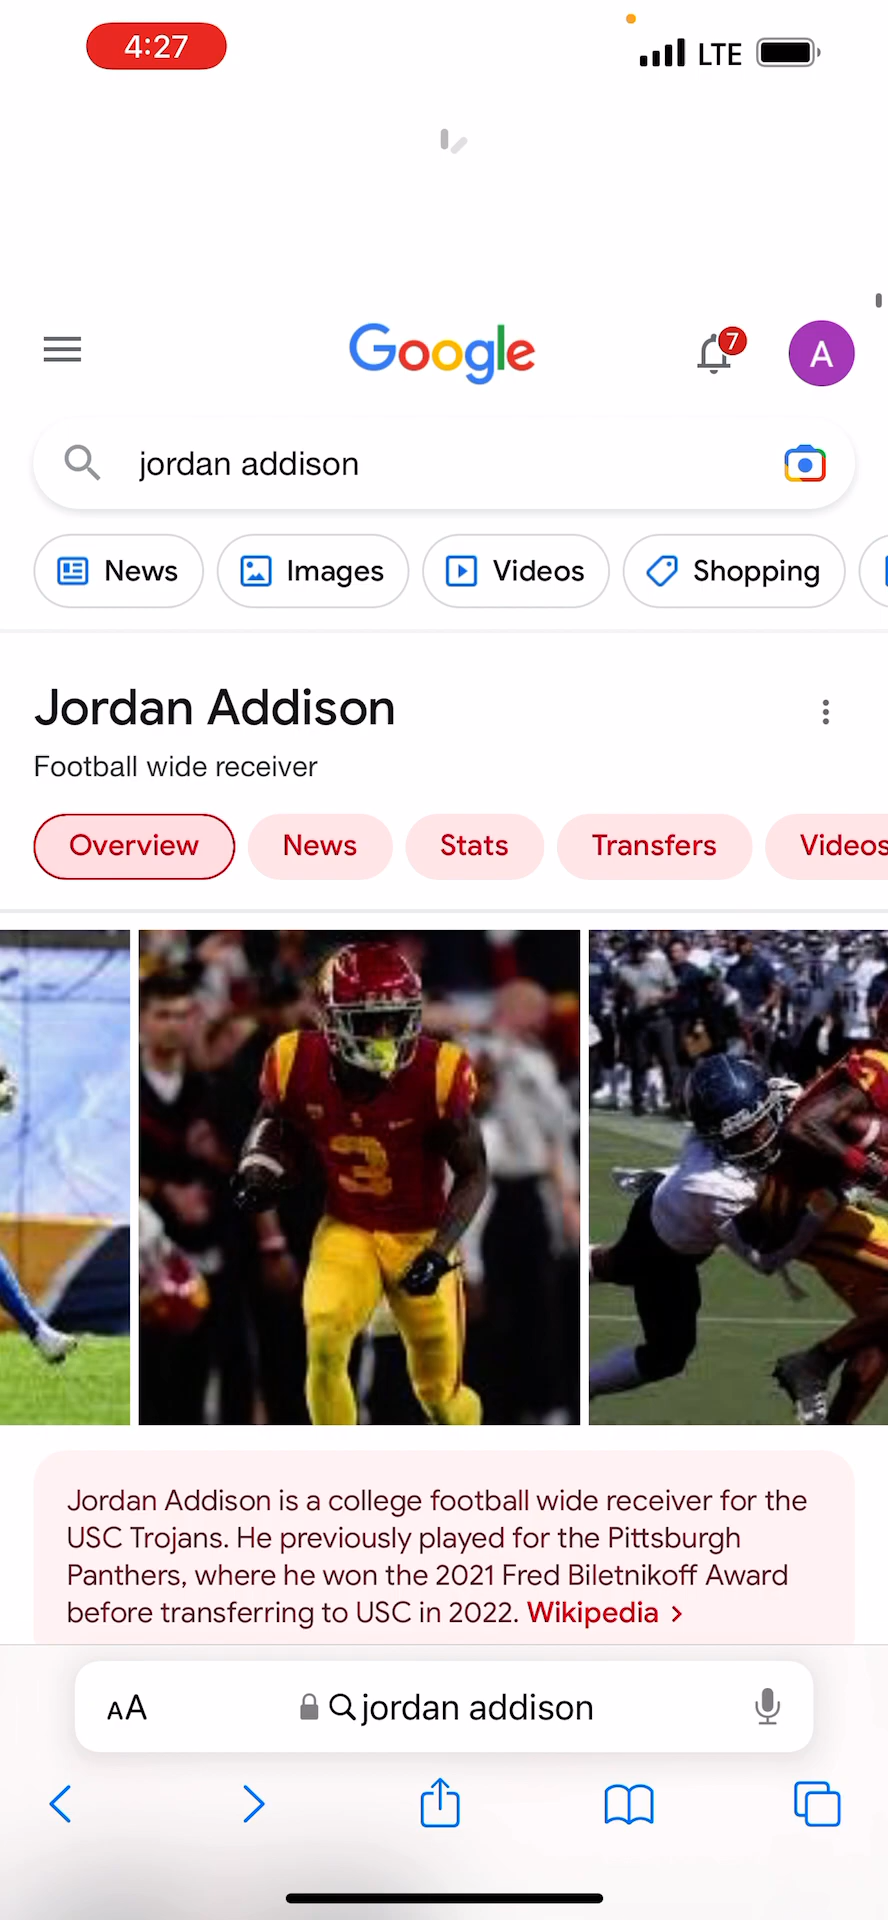 4:27
LTE
Google
7
A
jordan addison
News
Images
Videos
Shopping
Jordan Addison
Football wide receiver
Overview
News
Stats
Transfers
Videos
3
Jordan Addison is a college football wide receiver for the
USC Trojans. He previously played for the Pittsburgh
Panthers, where he won the 2021 Fred Biletnikoff Award
before transferring to USC in 2022. Wikipedia >
AA
jordan addison